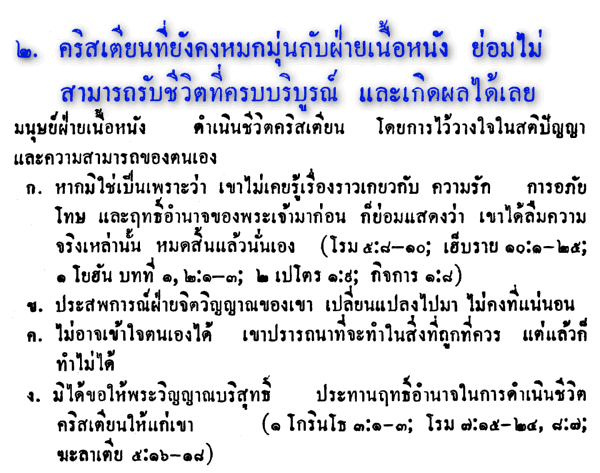 ๒. คริสเตียนที่ยังคงหมกมุ่นกับฝ่ายเนื้อหนัง ย่อมไม่
สามารถรับชีวิตที่ครบบริบูรณ์ และเกิดผลได้เลย
มนุษย์ฝ่ายเนื้อหนัง ดำเนินชีวิตคริสเตียน โดยการไว้วางใจในสติปัญญา
และความสามารถของตนเอง
ก. หากมิใช่เป็นเพราะว่า เขาไม่เคยรู้เรื่องราวเกยวกับ ความรัก การอภัย
โทษ และฤทธิ์อำนาจของพระเจ้ามาก่อน ก็ย่อมแสดงว่า เขาได้ลืมความ
จริงเหล่านั้น หมดสิ้นแล้วนั่นเอง (โรม ๕:๘–๑๐; เฮ็บราย ๑๐:๑–๒๕;
๑ โยฮัน บทที่ ๑, ๒:๑–๓; ๒ เปโตร ๑:๙; กิจการ ๑:๘)
ข. ประสพการณ์ฝ่ายจิตวิญญาณของเขา เปลี่ยนแปลงไปมา ไม่คงที่แน่นอน
ค. ไม่อาจเข้าใจตนเองได้ เขาปรารถนาที่จะทำในสิ่งที่ถูกที่ควร แต่แล้วก็
ทำไม่ได้
ง. มิได้ขอให้พระวิญญาณบริสุทธิ์ ประทานฤทธิ์อำนาจในการดำเนินชีวิต
คริสเตียนให้แก่เขา (๑ โกรินโธ ๓:๑–๓; โรม ๗:๑๕–๒๔, ๘:๗;
ฆะลาเตีย ๕:๑๖–๑๘)